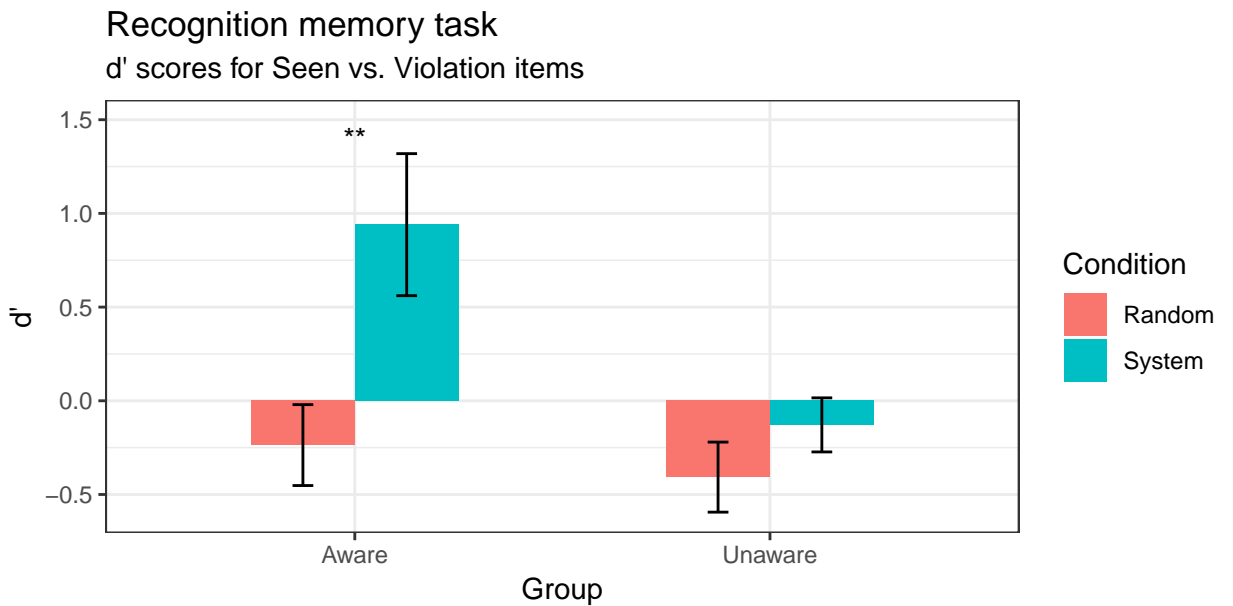 Recognition memory task
d' scores for Seen vs. Violation items
1.5
1.0
0.5
0.0
−0.5
d'
**
Aware
Unaware
Group
Condition
Random
System